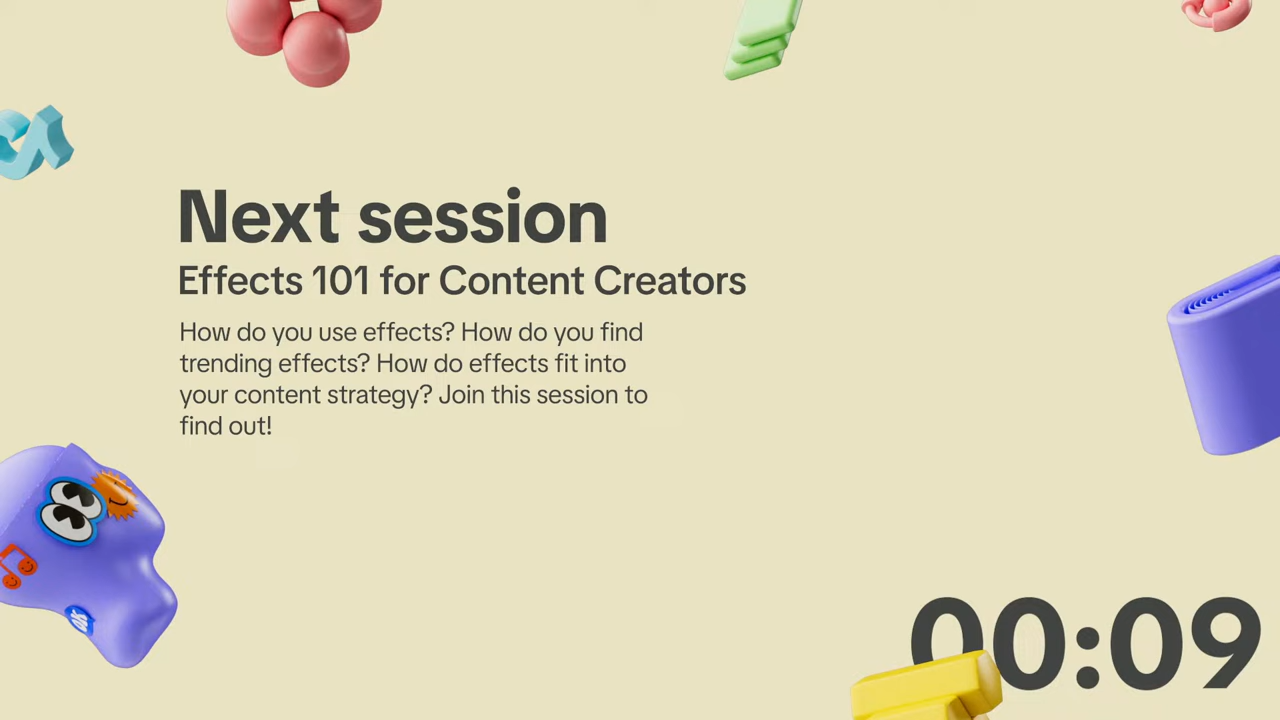 Next session
Effects 101 for Content Creators
How do you use effects? How do you find
trending effects? How do effects fit into
your content strategy? Join this session to
find out!
00:09